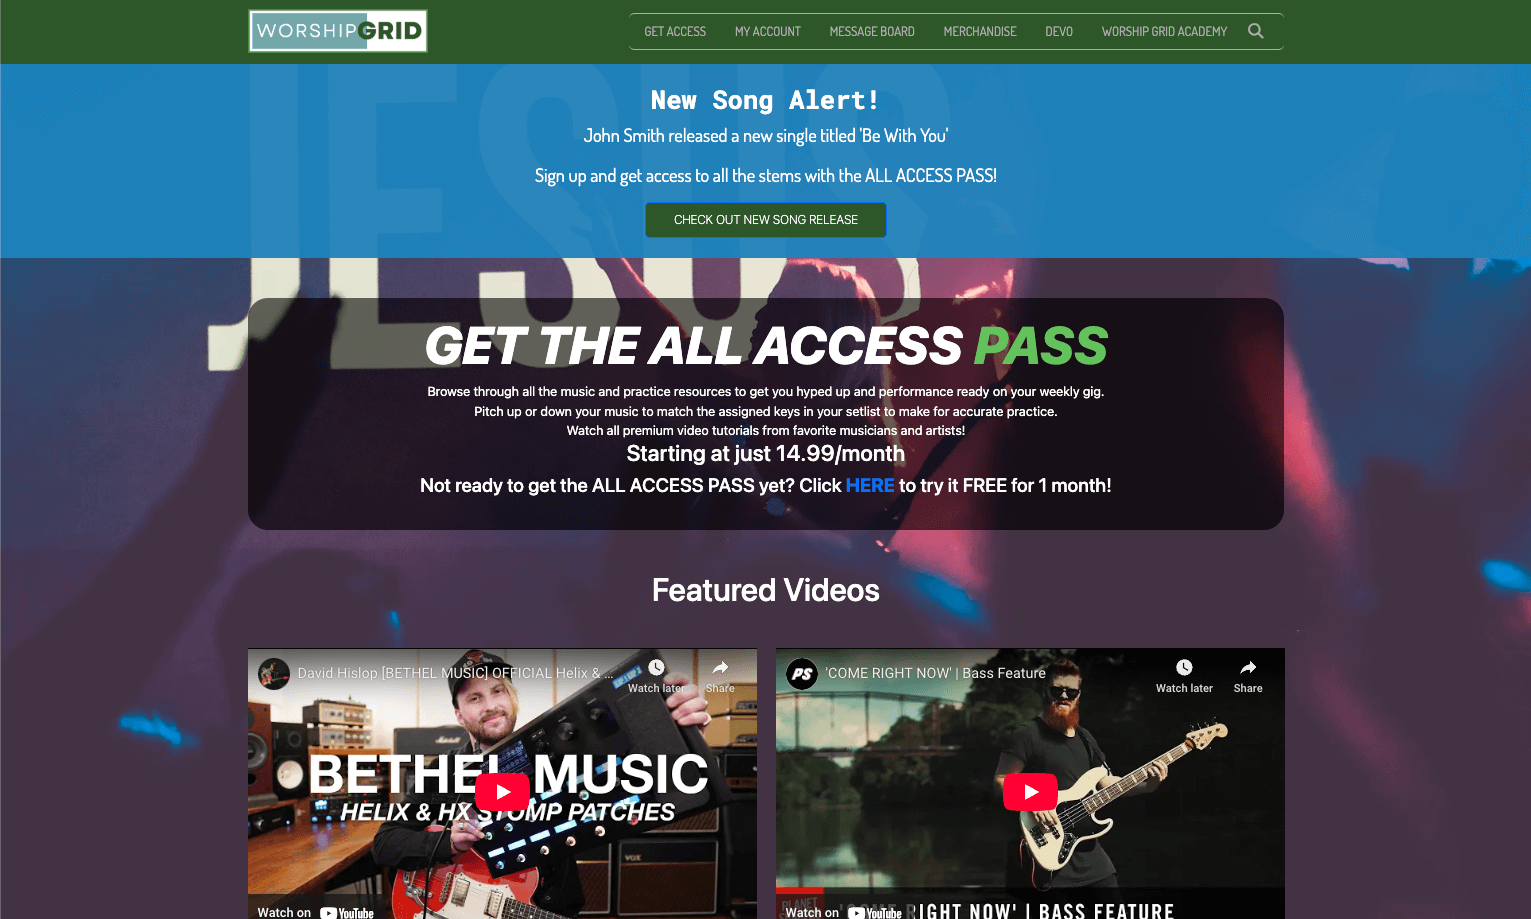 WORSHIPGRID
GET ACCESS
MY ACCOUNT
MESSAGE BOARD
MERCHANDISE
DEVO
WORSHIP GRID ACADEMY
JESUS
New Song Alert!
John Smith released a new single titled 'Be With You'
Sign up and get access to all the stems with the ALL ACCESS PASS!
CHECK OUT NEW SONG RELEASE
GET THE ALL ACCESS PASS
Browse through all the music and practice resources to get you hyped up and performance ready on your weekly gig.
Pitch up or down your music to match the assigned keys in your setlist to make for accurate practice.
Watch all premium video tutorials from favorite musicians and artists!
Starting at just 14.99/month
Not ready to get the ALL ACCESS PASS yet? Click HERE to try it FREE for 1 month!
Featured Videos
David Hislop [BETHEL MUSIC] OFFICIAL Helix & ...
Watch later
Share
BETHEL MUSIC
HELIX & HX STOMP PATCHES
VOX
Watch on YouTube
PS
'COME RIGHT NOW' | Bass Feature
Watch later
Share
PLANET
'COME RIGHT NOW' | BASS FEATURE
Watch on YouTube